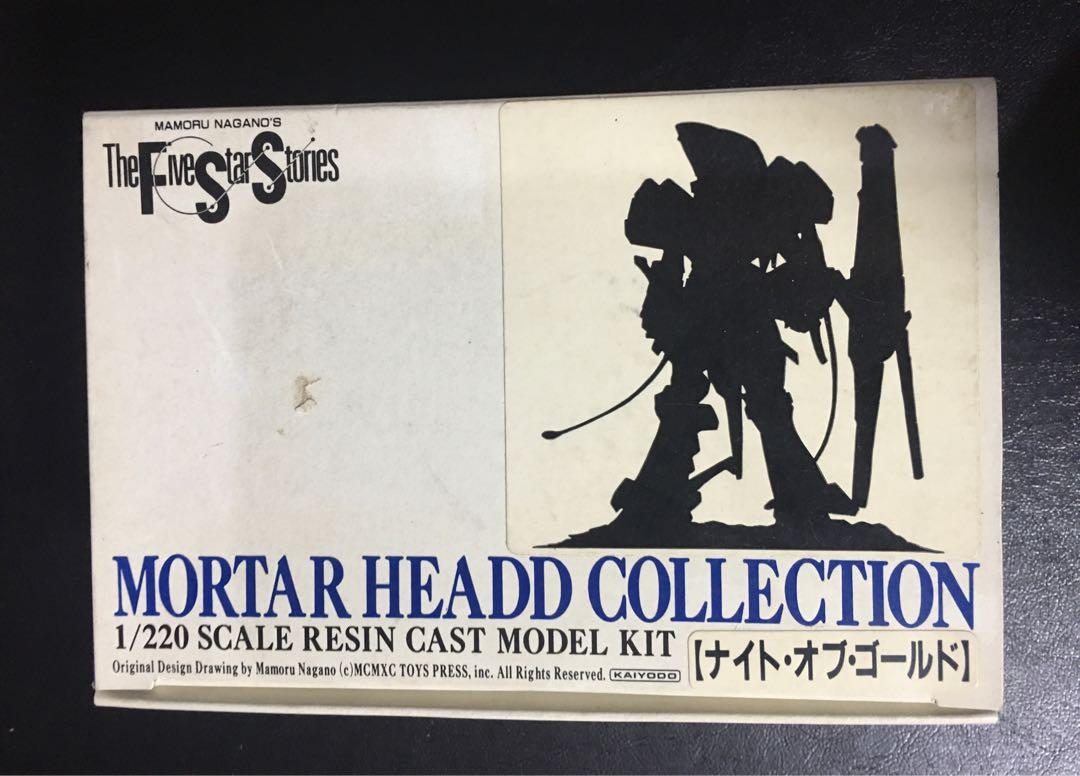 MAMORU NAGANO'S
The Five Star Stories
MORTAR HEADD COLLECTION
1/220 SCALE RESIN CAST MODEL KIT
【ナイト・オブ・ゴールド】
Original Design Drawing by Mamoru Nagano (c)MCMXC TOYS PRESS, inc. All Rights Reserved. KAIYODO